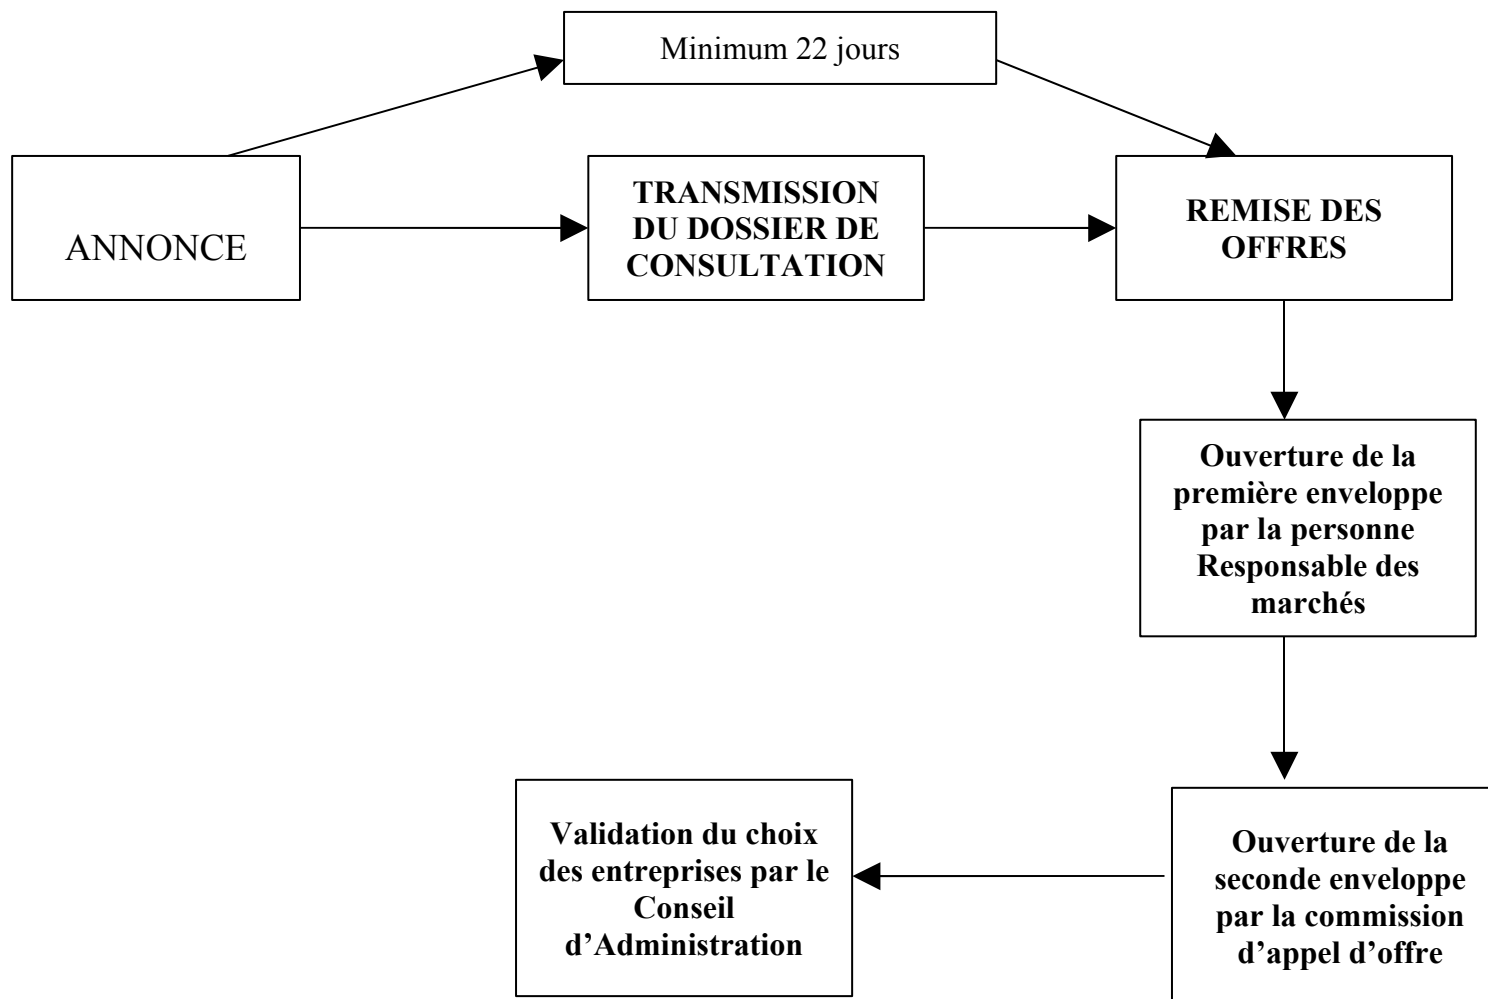 Minimum 22 jours
ANNONCE
TRANSMISSION
DU DOSSIER DE
CONSULTATION
REMISE DES
OFFRES
Ouverture de la
première enveloppe
par la personne
Responsable des
marchés
Validation du choix
des entreprises par le
Conseil
d’Administration
Ouverture de la
seconde enveloppe
par la commission
d’appel d’offre